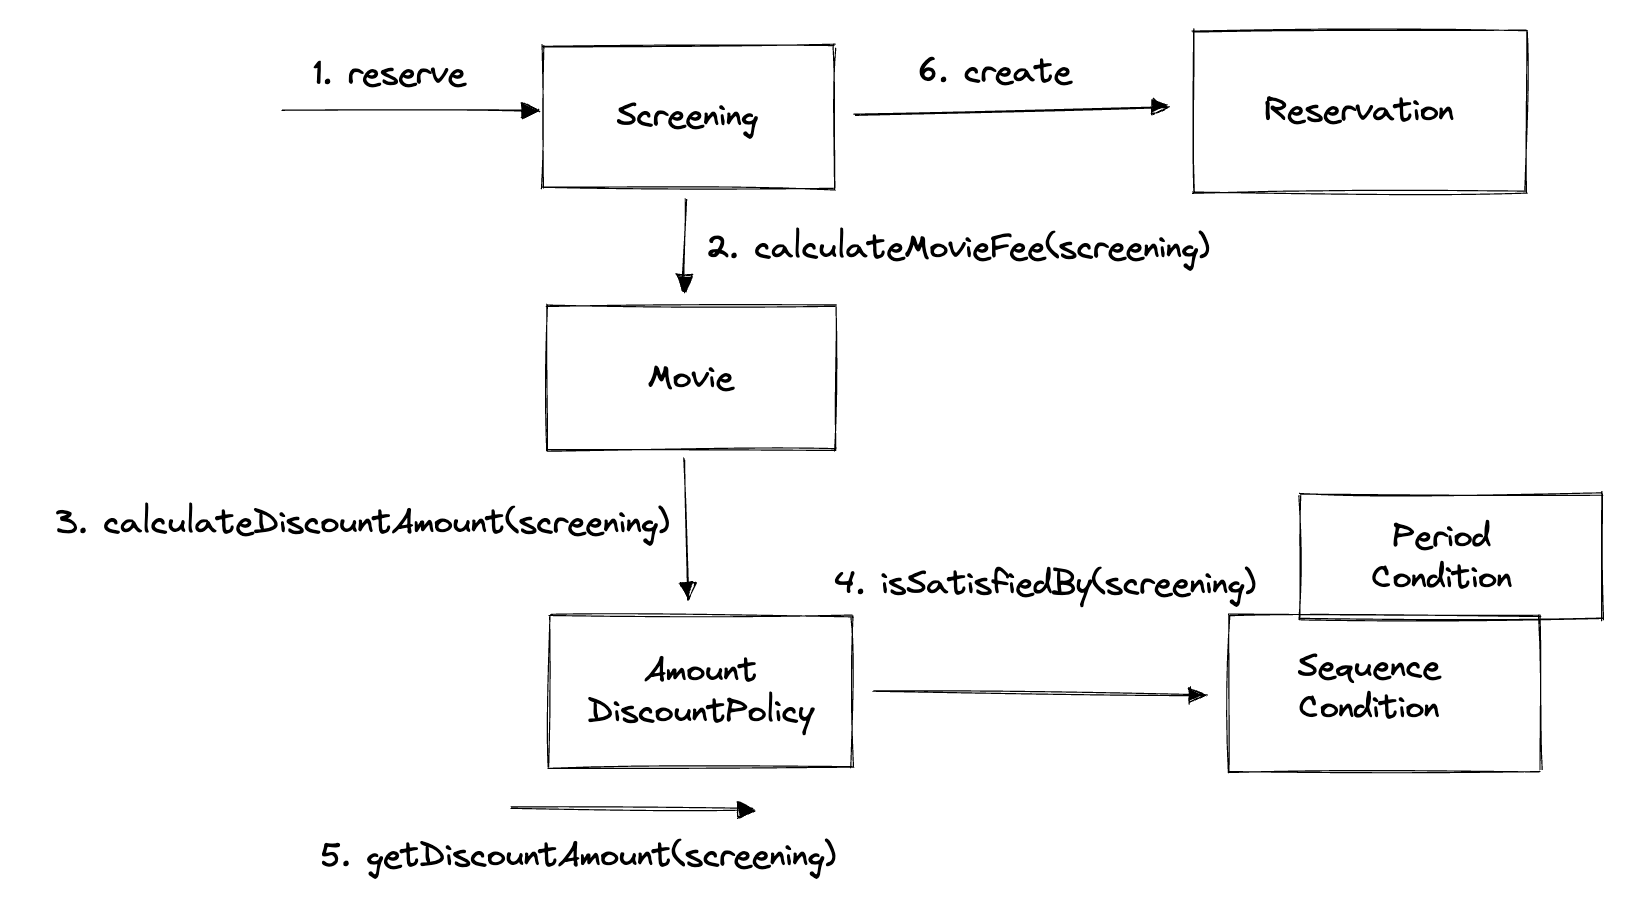 1. reserve
Screening
6. create
Reservation
2. calculateMovieFee(screening)
Movie
3. calculateDiscountAmount(screening)
4. isSatisfiedBy(screening)
Period
Condition
Amount
DiscountPolicy
Sequence
Condition
5. getDiscountAmount(screening)